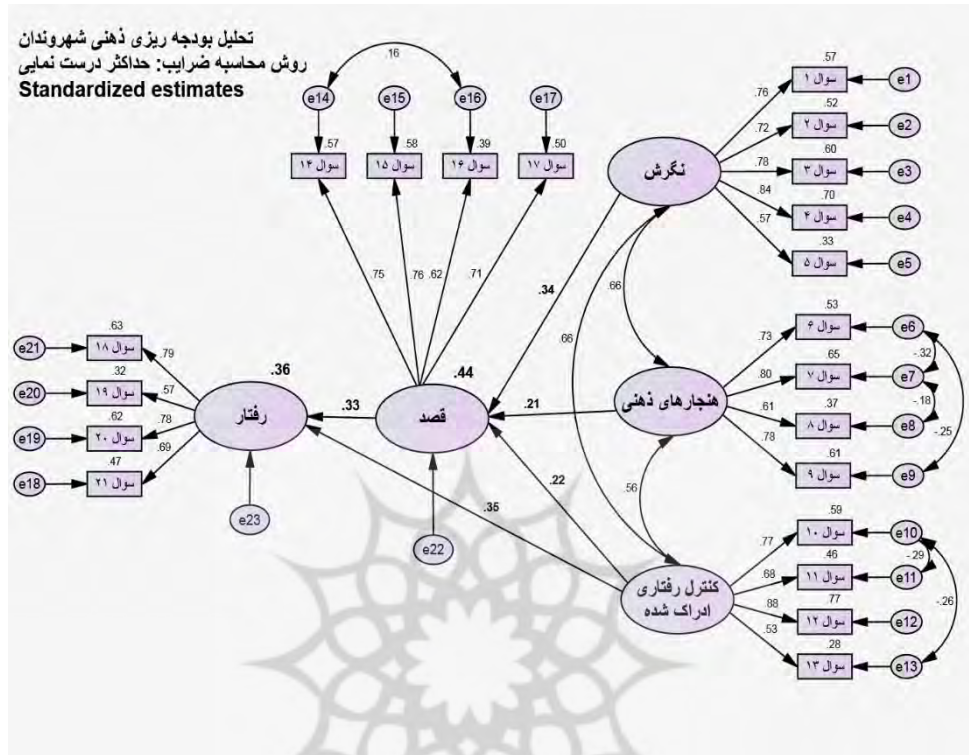 تحلیل بودجه ریزی ذهنی شهروندان
روش محاسبه ضرایب: حداکثر درست نمایی
Standardized estimates
.16
e14
e15
e16
e17
.57
.58
.39
.50
سوال ۱۴
سوال ۱۵
سوال ۱۶
سوال ۱۷
.75
.76
.62
.71
نگرش
.76
.72
.78
.84
.57
.57
سوال ۱
e1
.52
سوال ۲
e2
.60
سوال ۳
e3
.70
سوال ۴
e4
.33
سوال ۵
e5
.34
.66
.66
.56
هنجارهای ذهنی
.73
.80
.61
.78
.53
سوال ۶
e6
.65
سوال ۷
e7
.37
سوال ۸
e8
.61
سوال ۹
e9
-.32
-.18
-.25
.21
قصد
.44
.33
رفتار
.36
e21
.63
سوال ۱۸
.79
e20
.32
سوال ۱۹
.57
e19
.62
سوال ۲۰
.78
e18
.47
سوال ۲۱
.69
e23
e22
.35
.22
کنترل رفتاری
ادراک شده
.77
.68
.88
.53
.59
سوال ۱۰
e10
.46
سوال ۱۱
e11
.77
سوال ۱۲
e12
.28
سوال ۱۳
e13
-.29
-.26